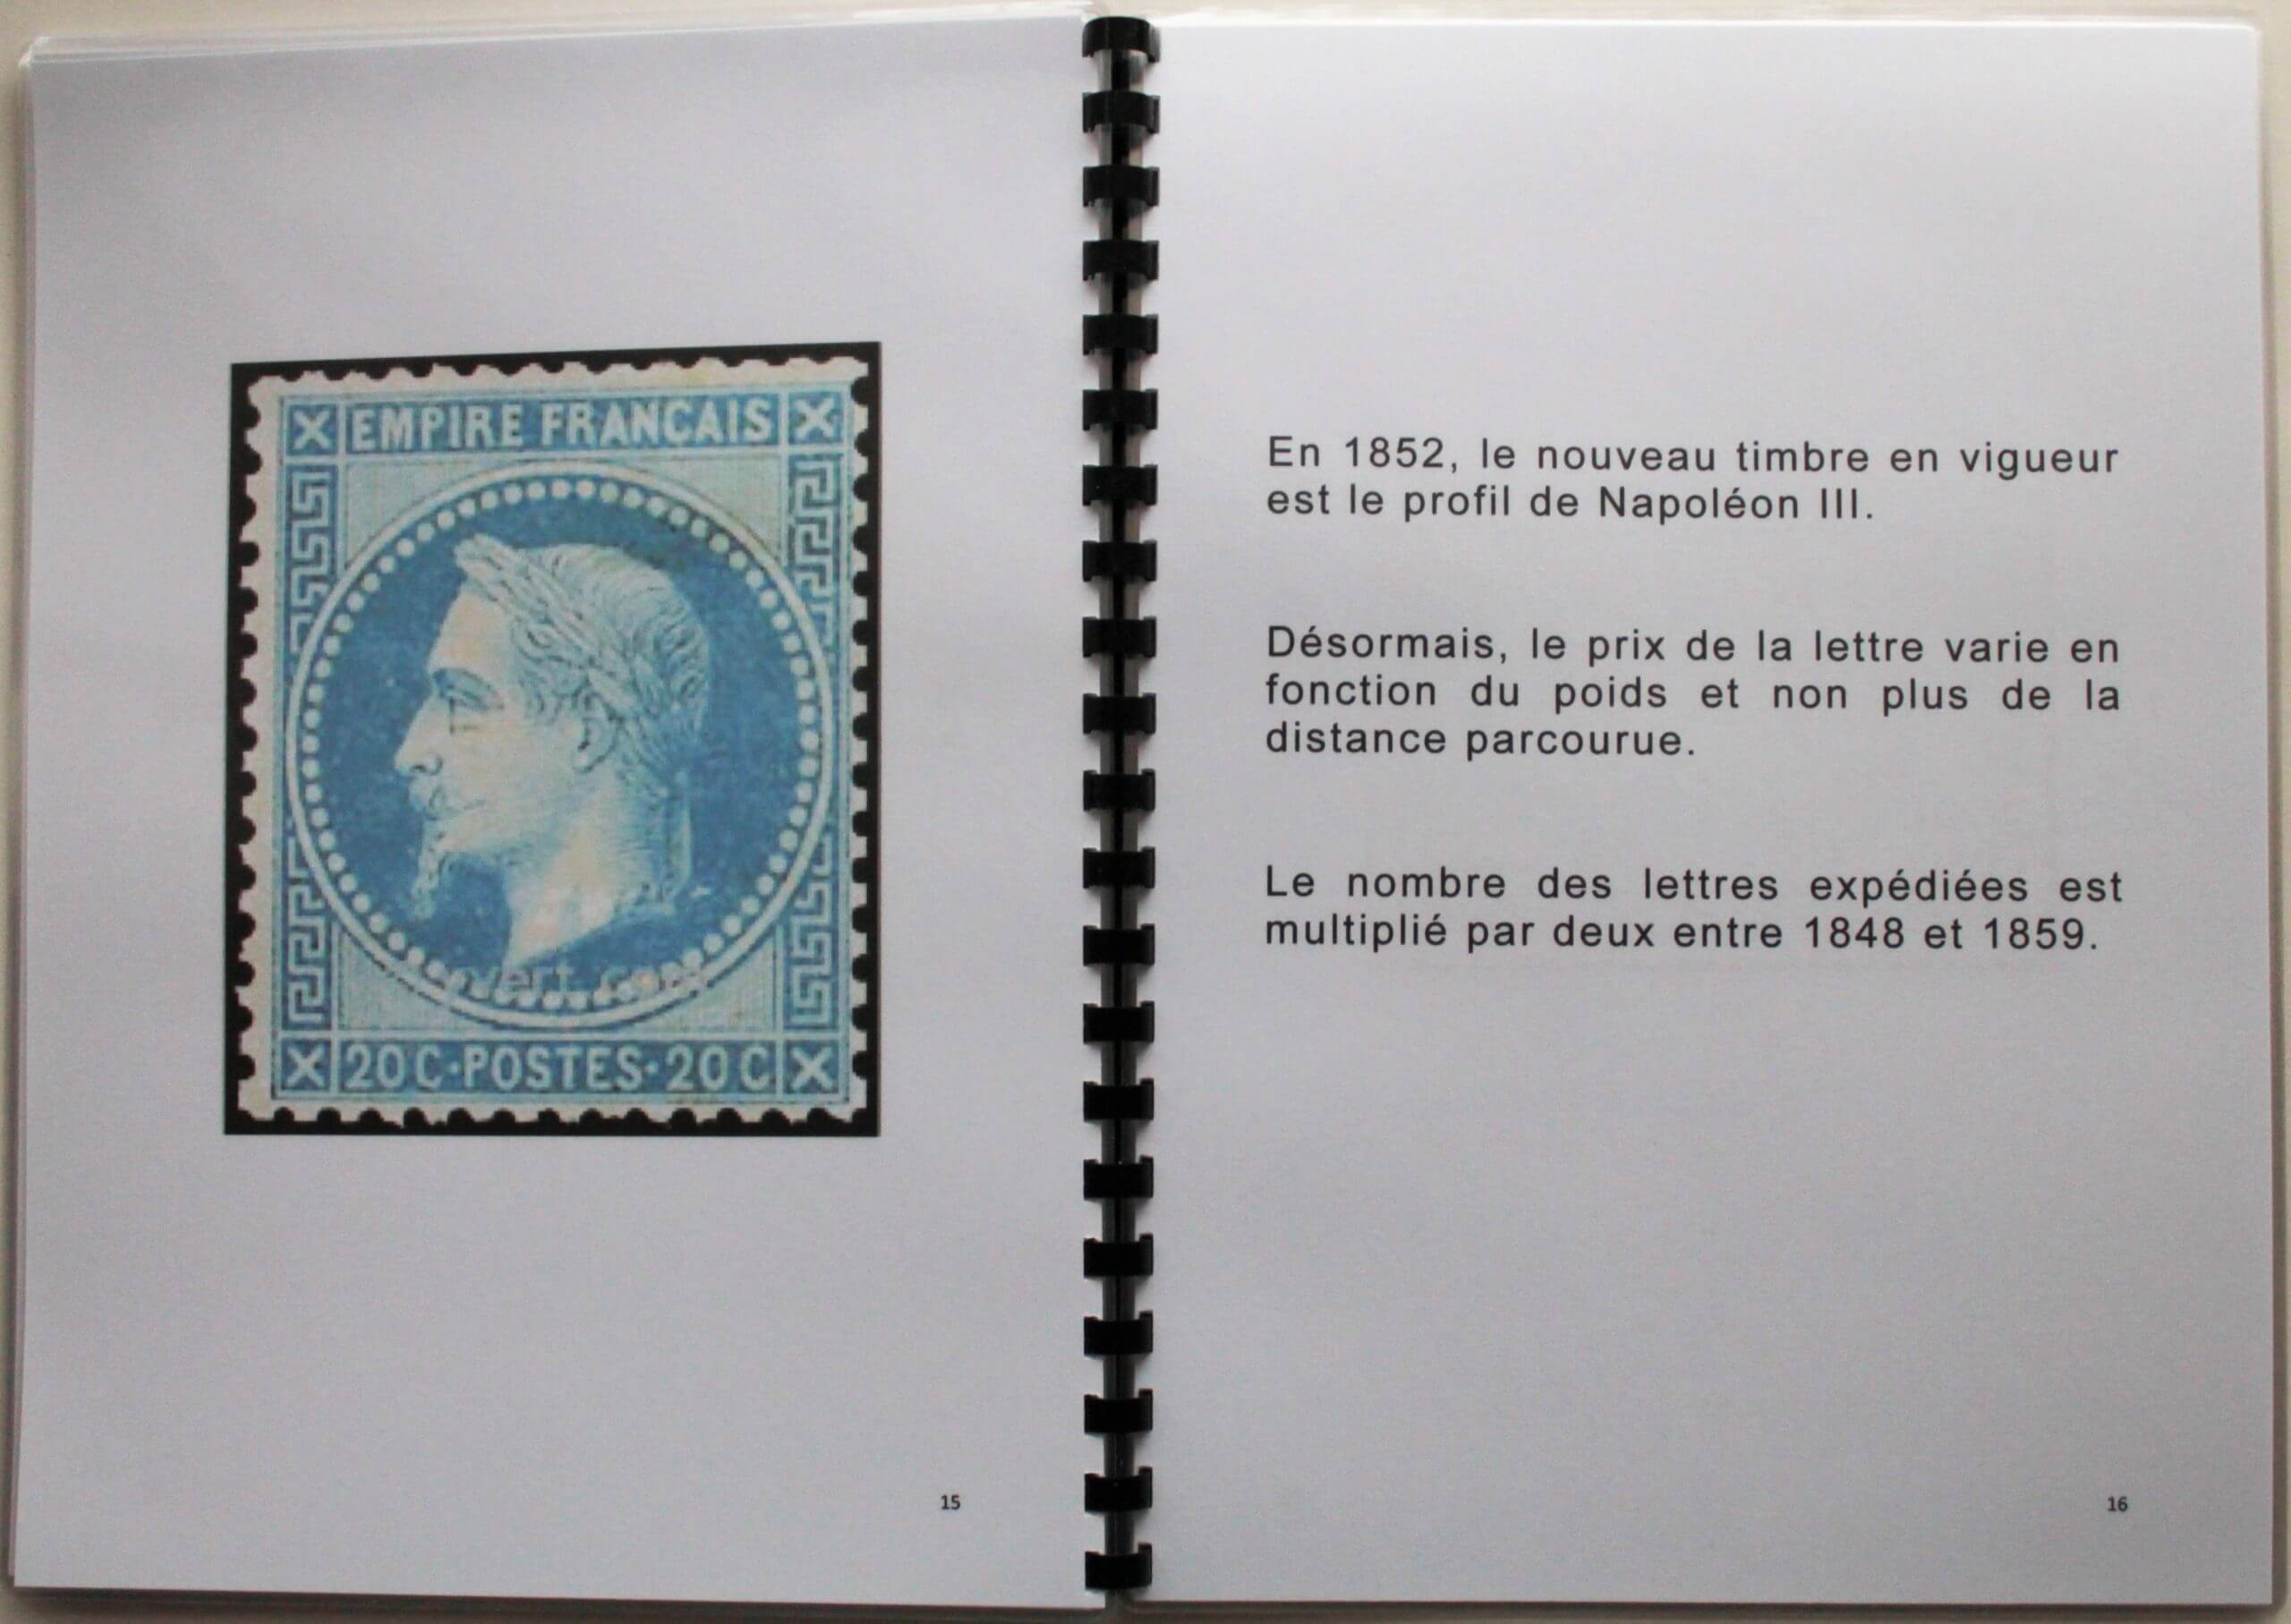 EMPIRE FRANCAIS
20C·POSTES·20C
15
En 1852, le nouveau timbre en vigueur
est le profil de Napoléon III.
Désormais, le prix de la lettre varie en
fonction du poids et non plus de la
distance parcourue.
Le nombre des lettres expédiées est
multiplié par deux entre 1848 et 1859.
16